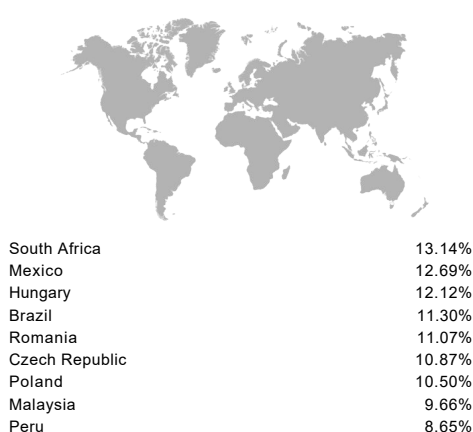 South Africa 13.14%
Mexico 12.69%
Hungary 12.12%
Brazil 11.30%
Romania 11.07%
Czech Republic 10.87%
Poland 10.50%
Malaysia 9.66%
Peru 8.65%